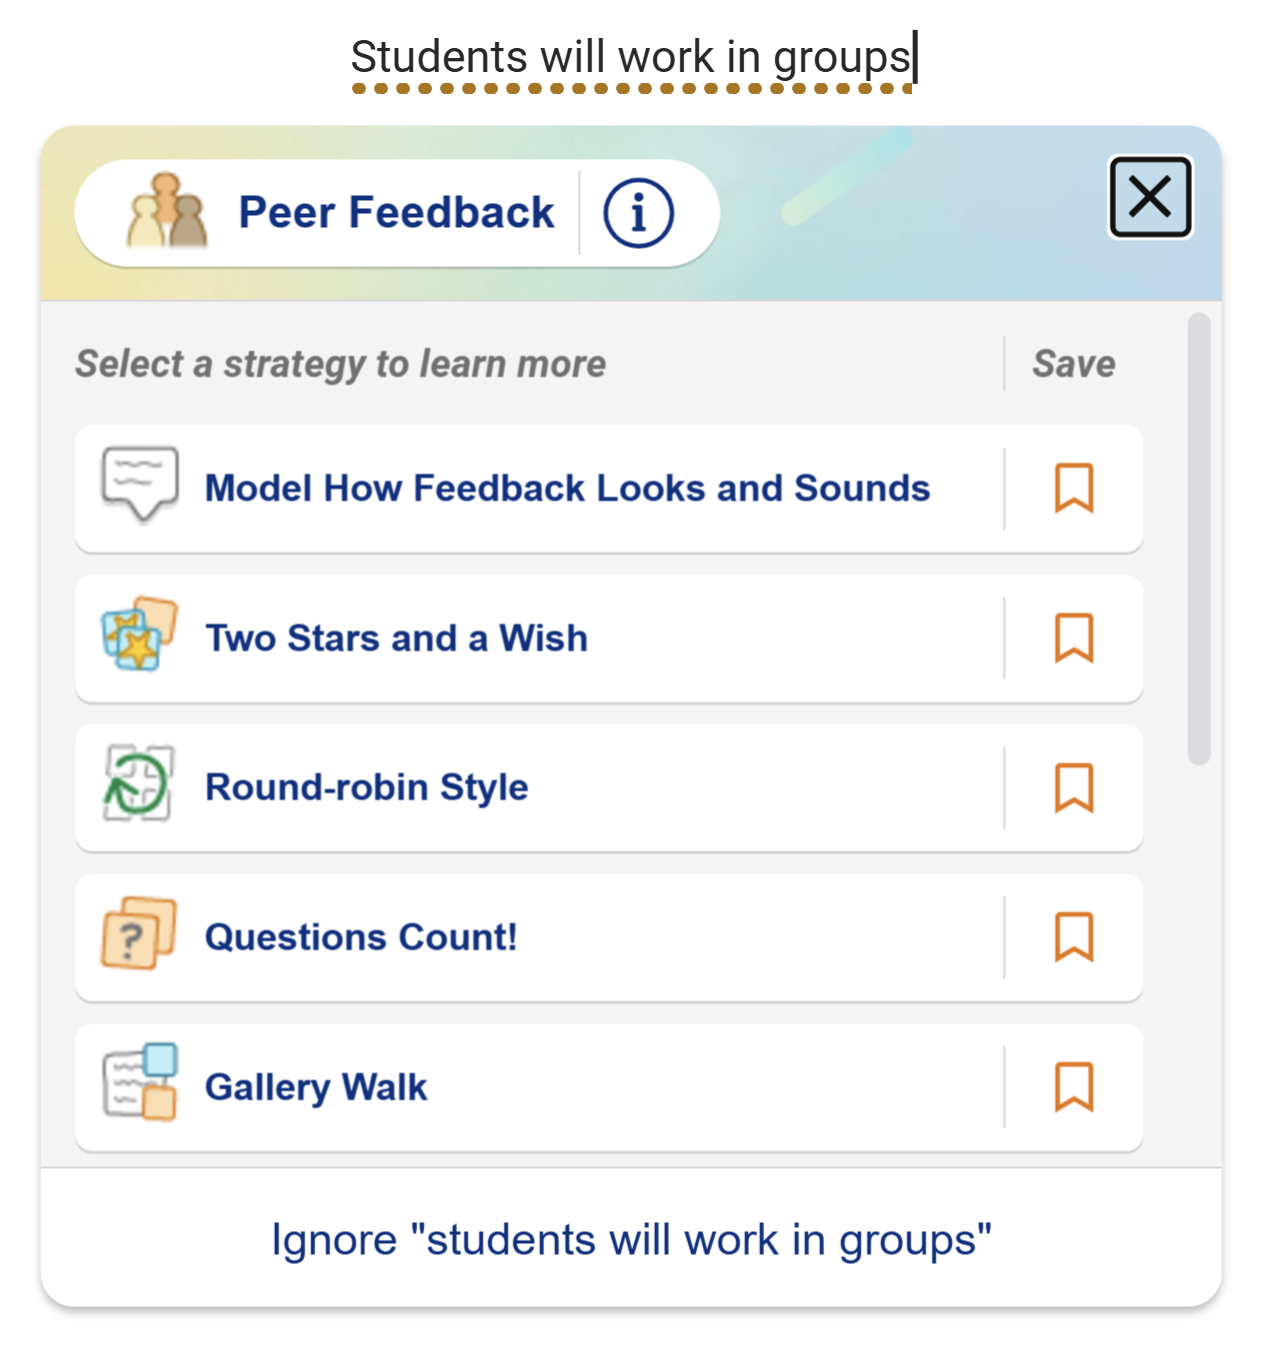 Students will work in groups
Peer Feedback
Select a strategy to learn more
Save
Model How Feedback Looks and Sounds
Two Stars and a Wish
Round-robin Style
Questions Count!
Gallery Walk
Ignore "students will work in groups"